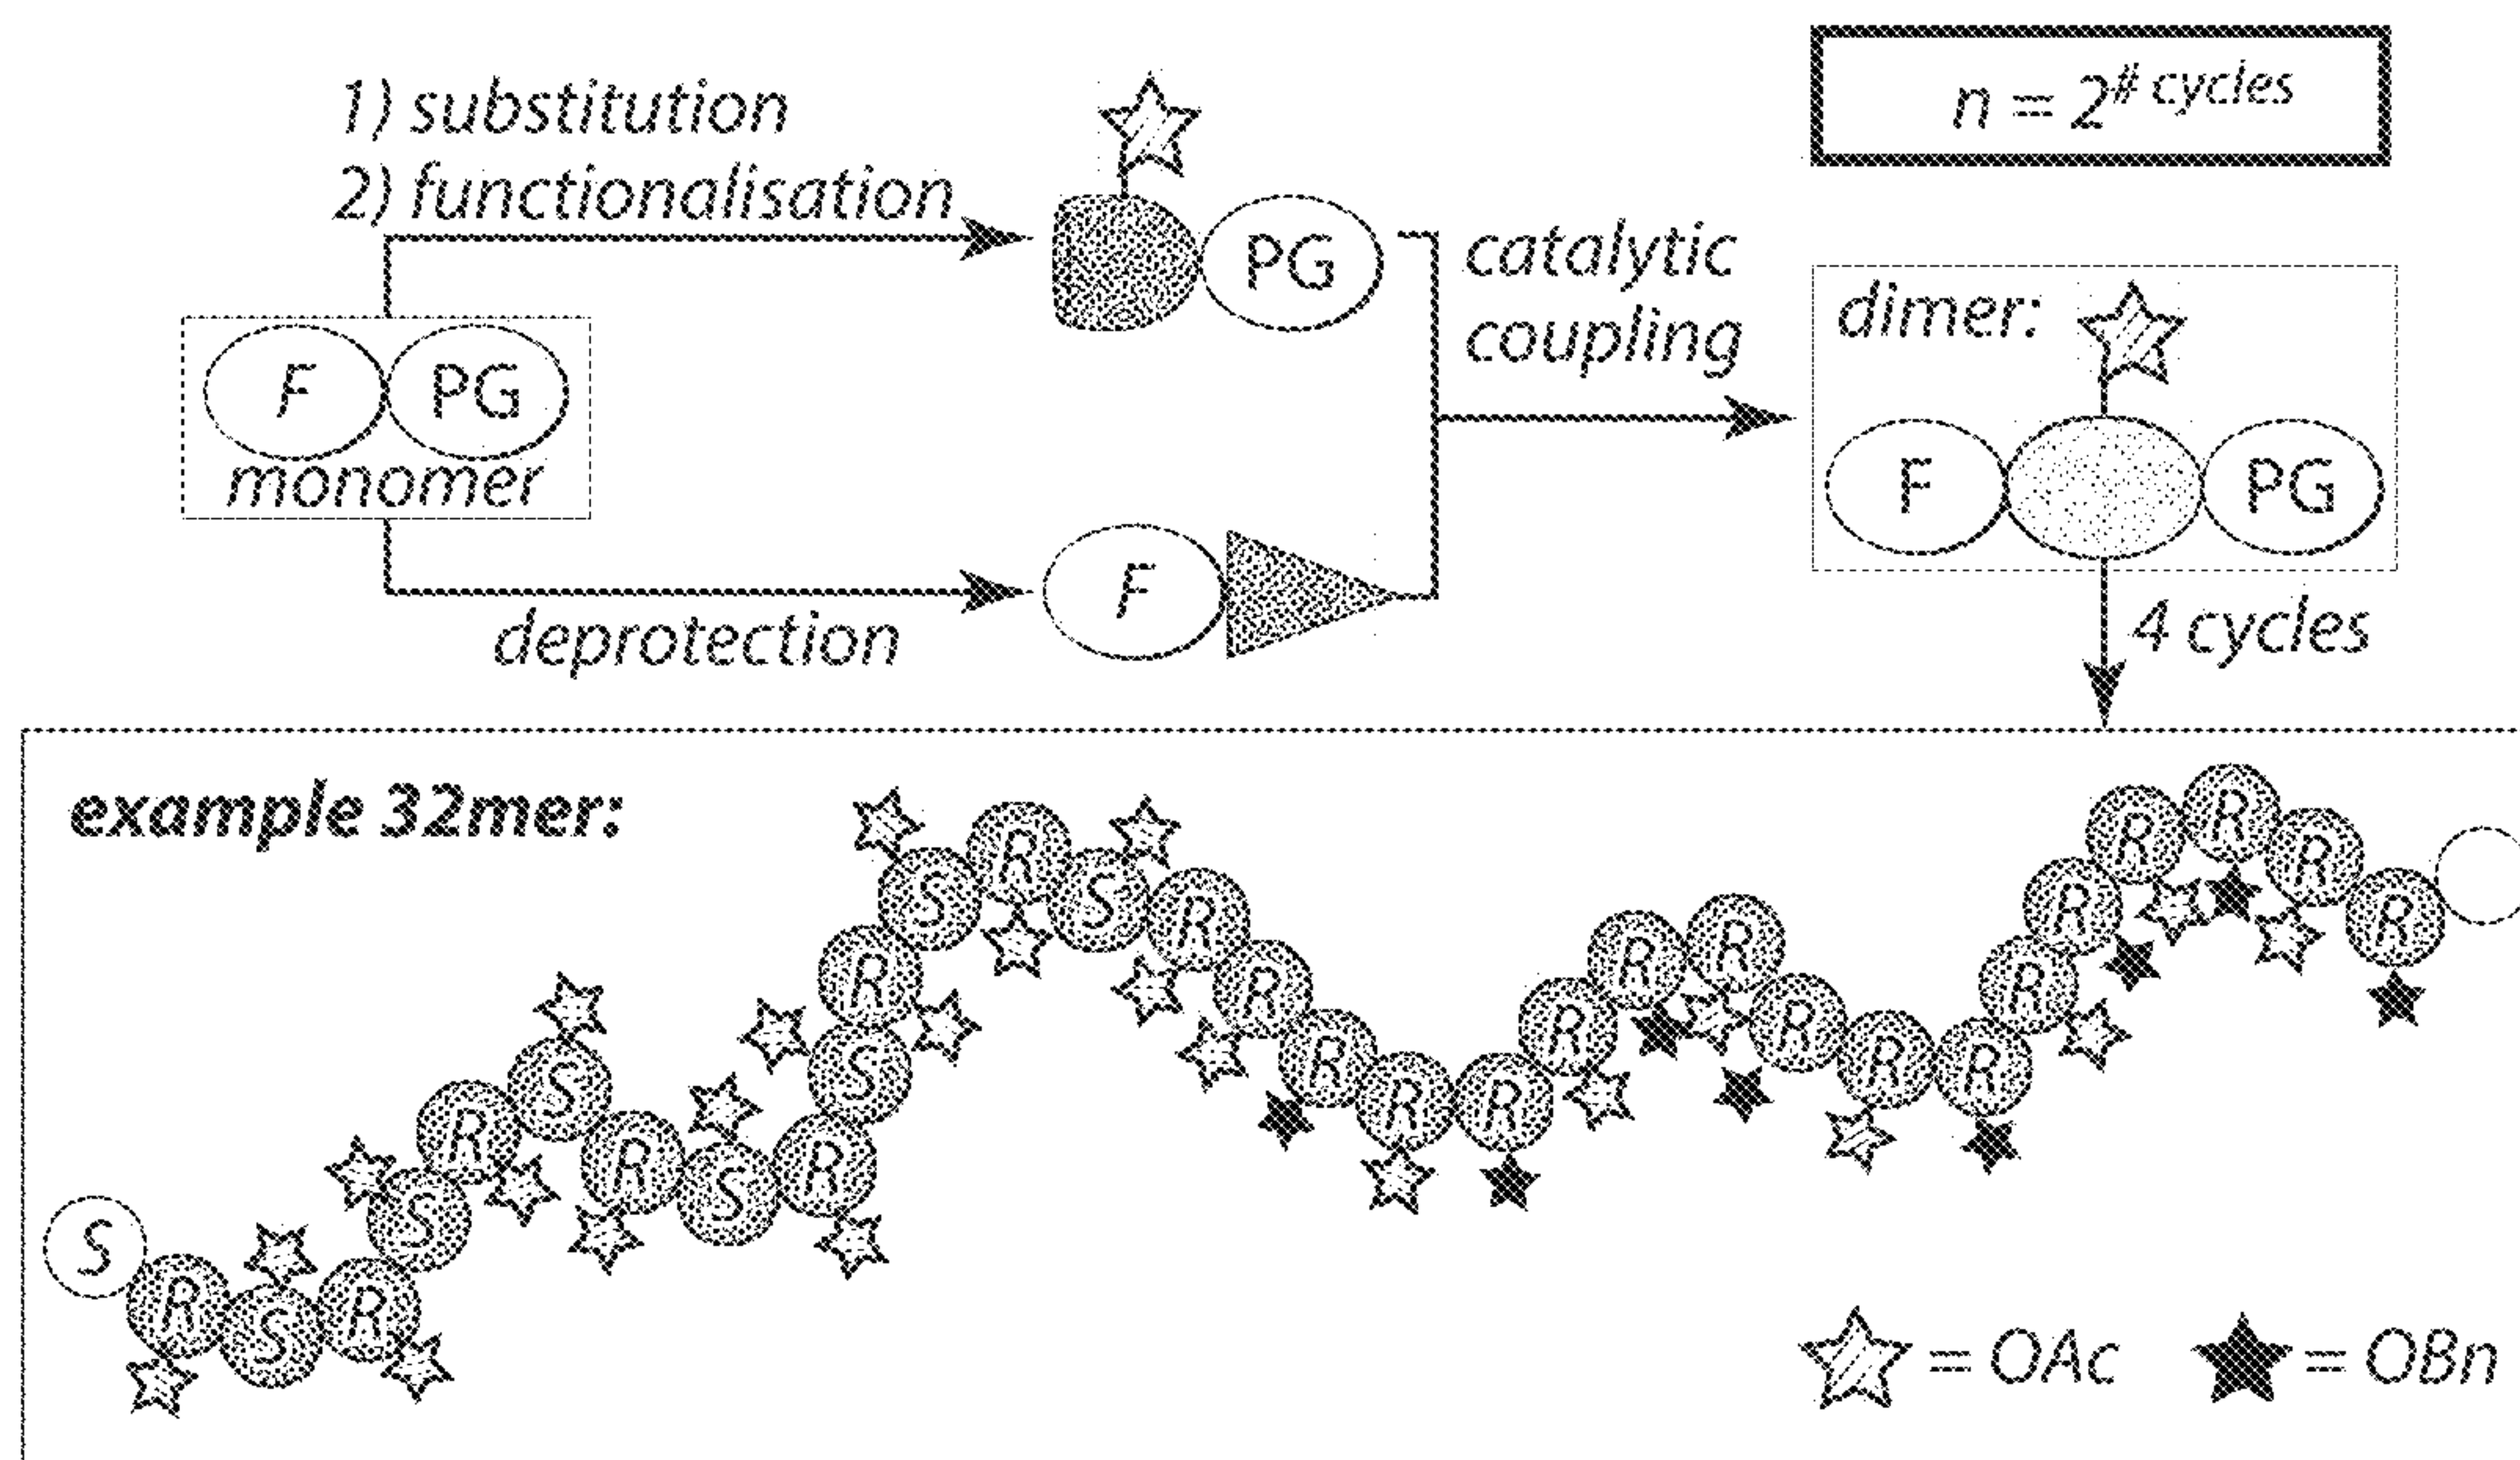 1) substitution
2) functionalisation
n = 2# cycles
PG
catalytic
coupling
dimer:
F PG
monomer
F PG
F
deprotection
4 cycles
example 32mer:
S R S R S R S R S R S R S R S R R R R R R R R R R R R R R R R R
= OAc = OBn